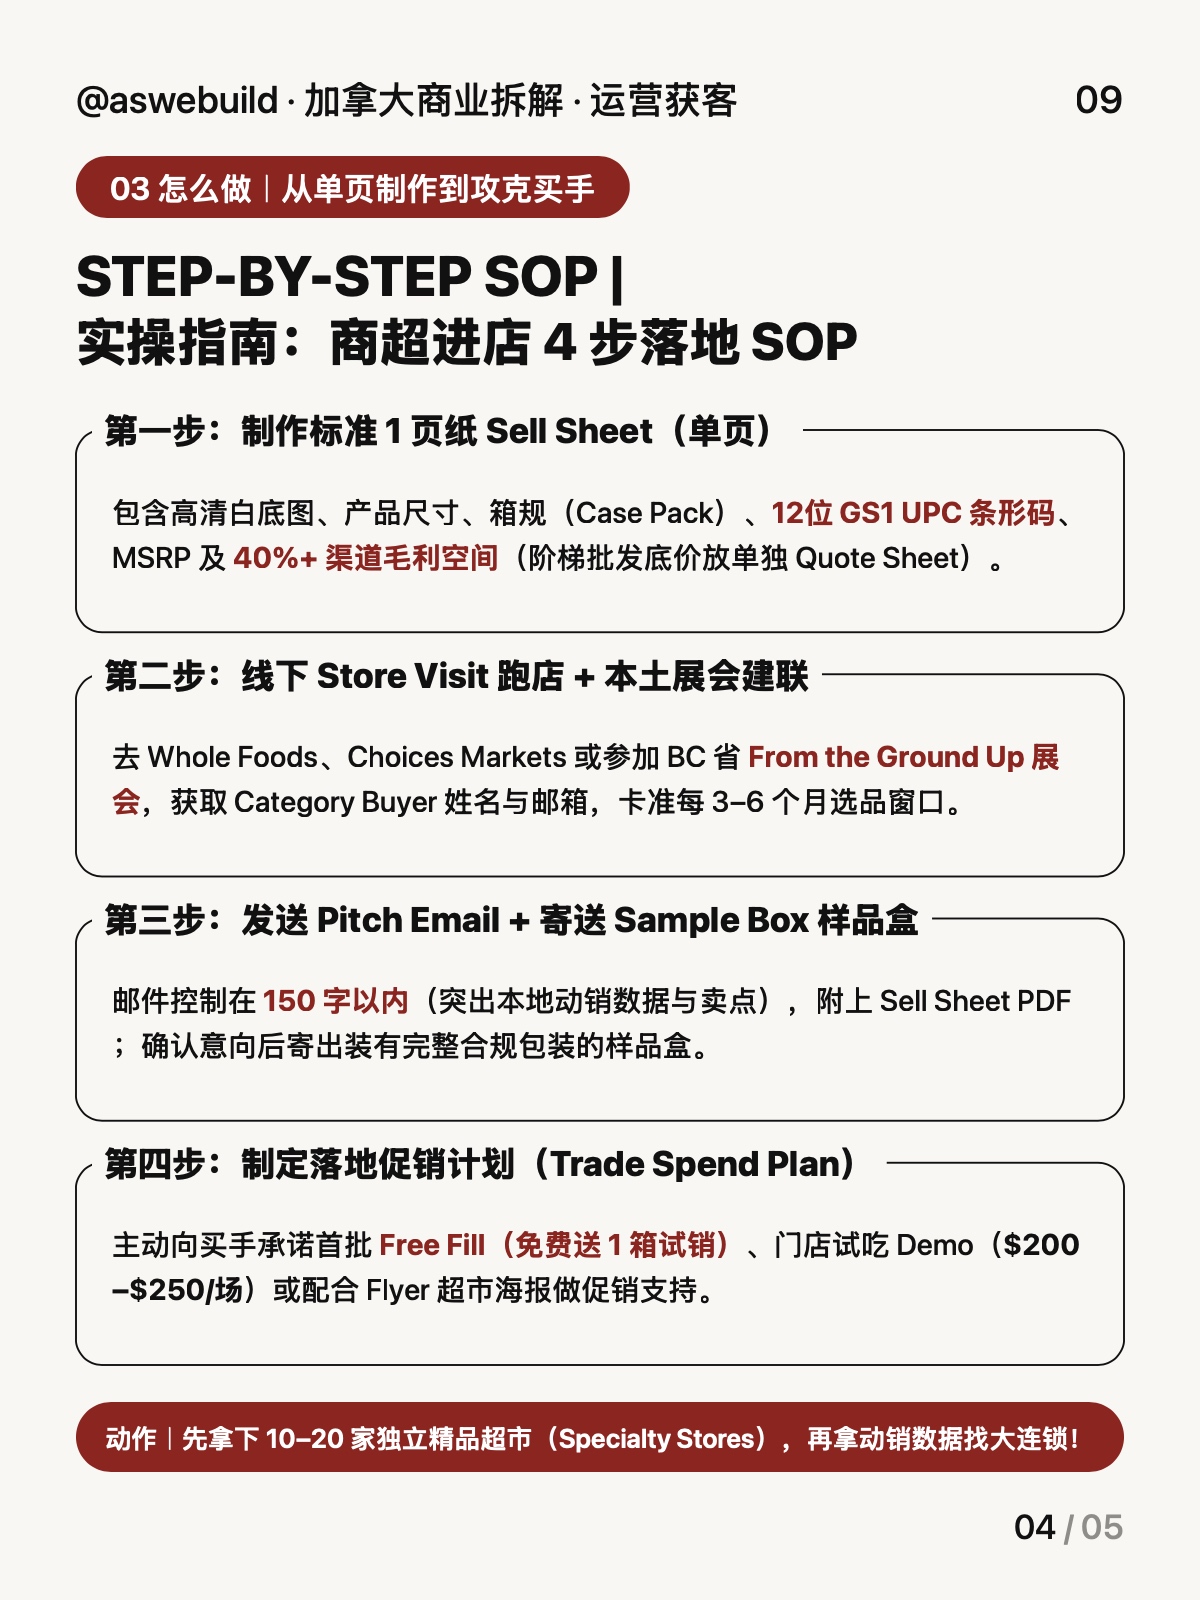 @aswebuild · 加拿大商业拆解 · 运营获客
09
03 怎么做｜从单页制作到攻克买手
STEP-BY-STEP SOP |
实操指南：商超进店 4 步落地 SOP
第一步：制作标准 1 页纸 Sell Sheet（单页）
包含高清白底图、产品尺寸、箱规（Case Pack）、12位 GS1 UPC 条形码、
MSRP 及 40%+ 渠道毛利空间（阶梯批发底价放单独 Quote Sheet）。
第二步：线下 Store Visit 跑店 + 本土展会建联
去 Whole Foods、Choices Markets 或参加 BC 省 From the Ground Up 展
会，获取 Category Buyer 姓名与邮箱，卡准每 3–6 个月选品窗口。
第三步：发送 Pitch Email + 寄送 Sample Box 样品盒
邮件控制在 150 字以内（突出本地动销数据与卖点），附上 Sell Sheet PDF
；确认意向后寄出装有完整合规包装的样品盒。
第四步：制定落地促销计划（Trade Spend Plan）
主动向买手承诺首批 Free Fill（免费送 1 箱试销）、门店试吃 Demo（$200
–$250/场）或配合 Flyer 超市海报做促销支持。
动作｜先拿下 10–20 家独立精品超市（Specialty Stores），再拿动销数据找大连锁！
04 / 05